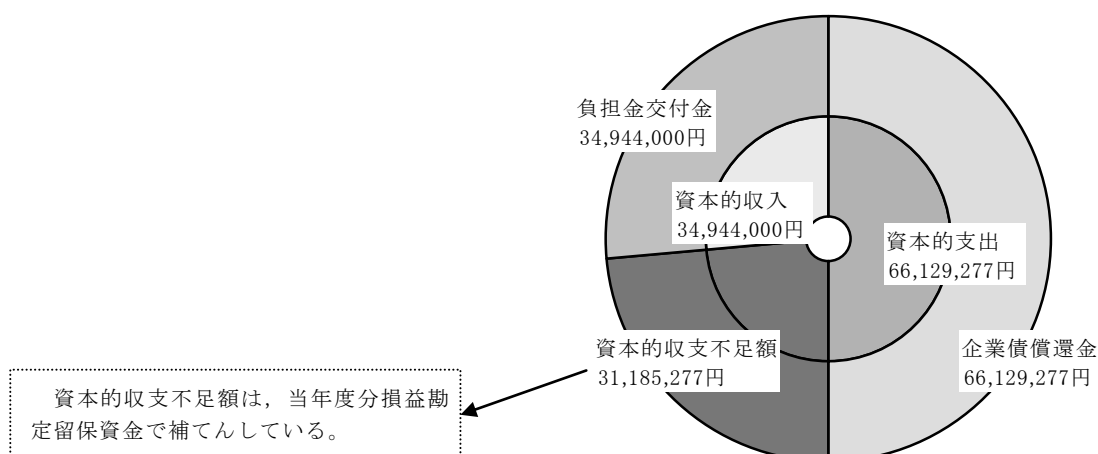 負担金交付金
34,944,000円
資本的収入
34,944,000円
資本的支出
66,129,277円
資本的収支不足額
31,185,277円
企業債償還金
66,129,277円
資本的収支不足額は，当年度分損益勘
定留保資金で補てんしている。